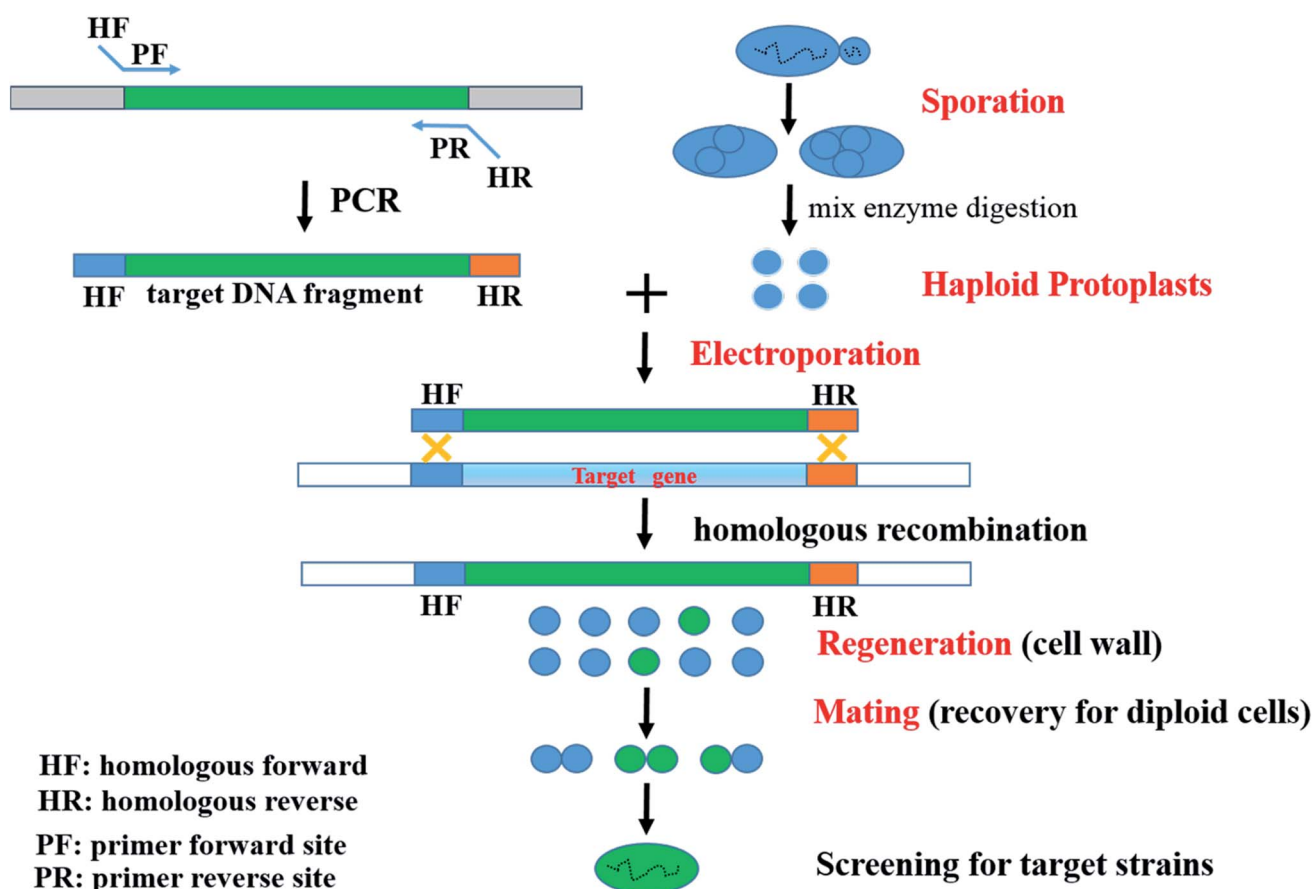 HF
PF
PR
HR
PCR
HF
target DNA fragment
HR
Sporation
mix enzyme digestion
Haploid Protoplasts
Electroporation
HF
HR
Target gene
homologous recombination
HF
HR
Regeneration (cell wall)
Mating (recovery for diploid cells)
HF: homologous forward
HR: homologous reverse
PF: primer forward site
PR: primer reverse site
Screening for target strains